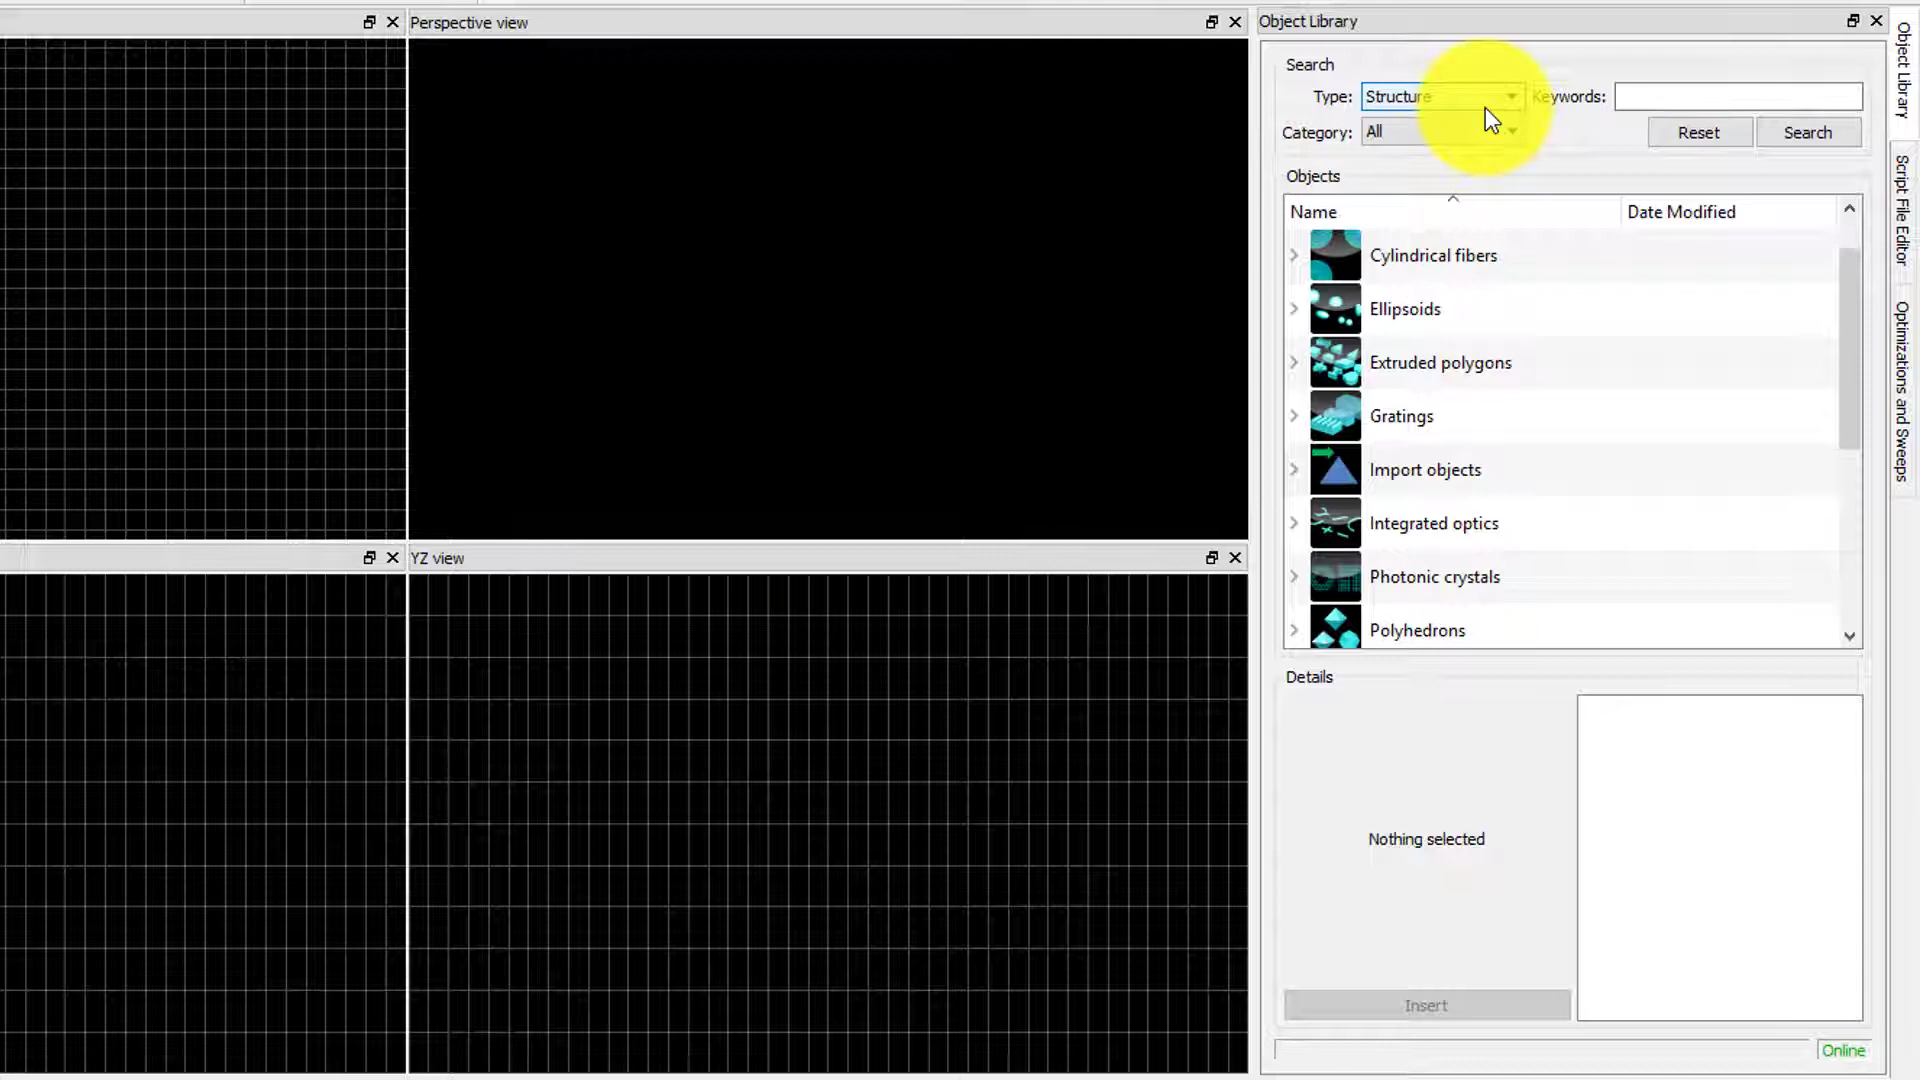 Perspective view
Object Library
Search
Type: Structure Keywords:
Category: All Reset Search
Objects
Name Date Modified
Cylindrical fibers
Ellipsoids
Extruded polygons
Gratings
Import objects
Integrated optics
Photonic crystals
Polyhedrons
YZ view
Details
Nothing selected
Insert
Online
Object Library
Script File Editor
Optimizations and Sweeps